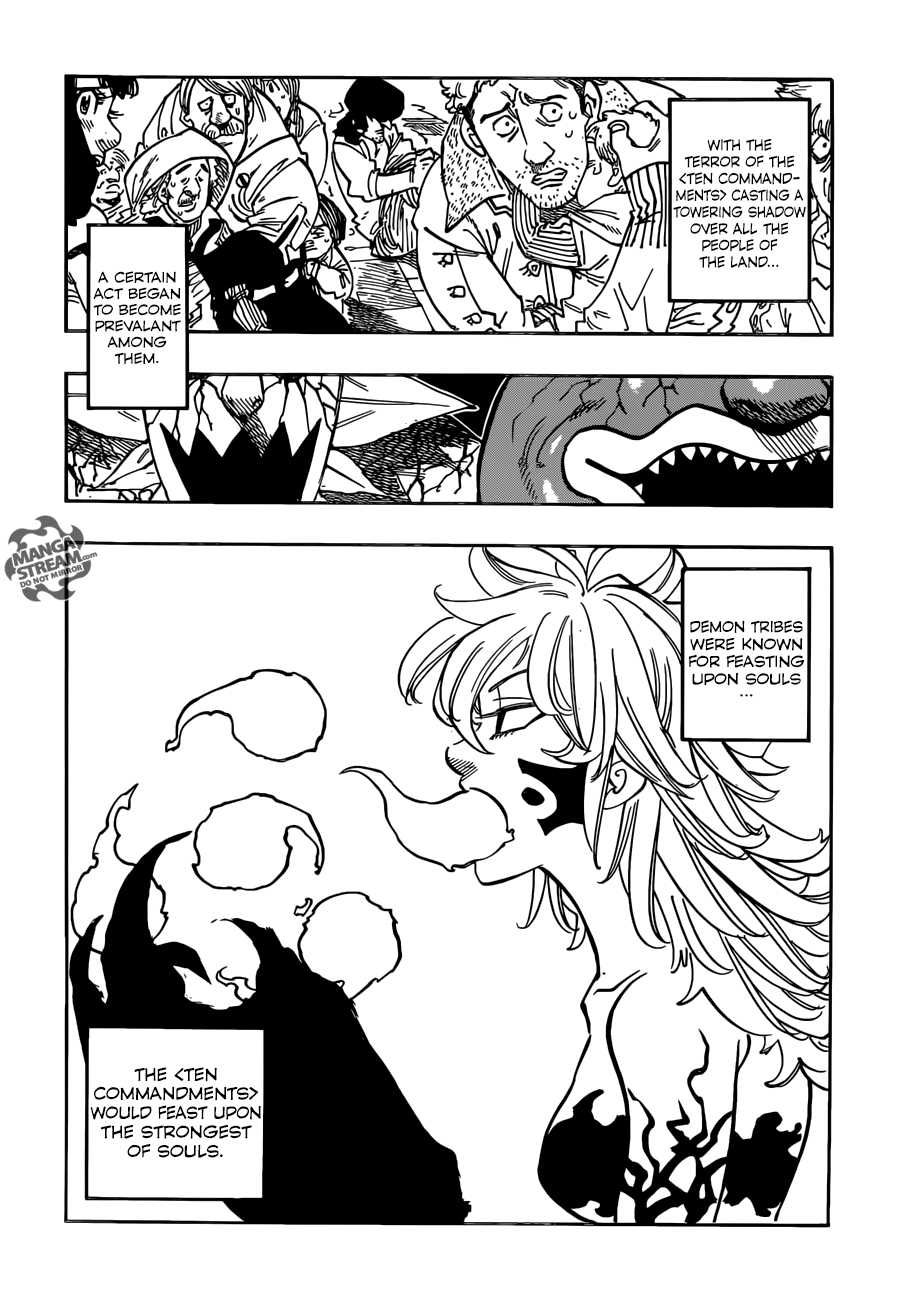 WITH THE
TERROR OF THE
<TEN COMMAND-
MENTS> CASTING A
TOWERING SHADOW
OVER ALL THE
PEOPLE OF
THE LAND...
A CERTAIN
ACT BEGAN
TO BECOME
PREVALANT
AMONG
THEM.
MANGA
STREAM.com
DO NOT MIRROR
DEMON TRIBES
WERE KNOWN
FOR FEASTING
UPON SOULS
...
THE <TEN
COMMANDMENTS>
WOULD FEAST UPON
THE STRONGEST
OF SOULS.